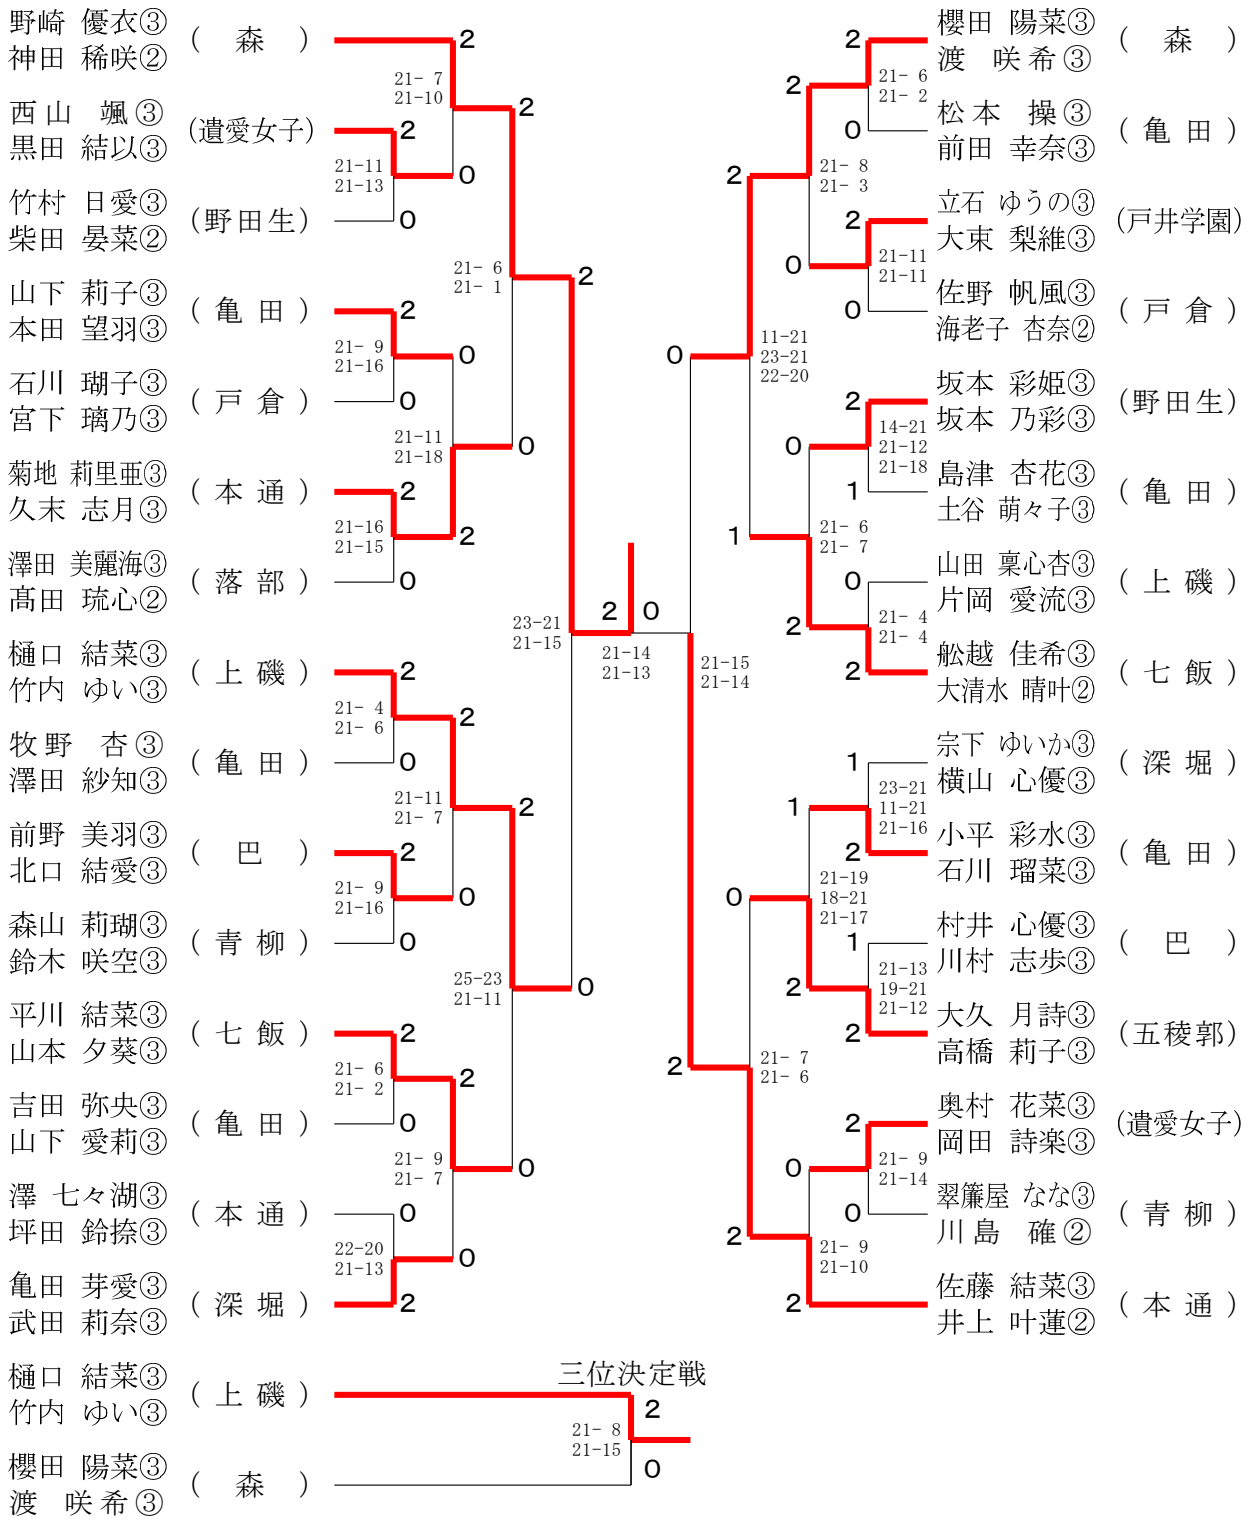 野崎 優衣③
神田 稀咲②
( 森 )
西山 颯③
黒田 結以③
(遺愛女子)
竹村 日愛③
柴田 晏菜②
(野田生)
山下 莉子③
本田 望羽③
( 亀田 )
石川 瑚子③
宮下 璃乃③
( 戸倉 )
菊地 莉里亜③
久末 志月③
( 本通 )
澤田 美麗海③
髙田 琉心②
( 落部 )
樋口 結菜③
竹内 ゆい③
( 上磯 )
牧野 杏③
澤田 紗知③
( 亀田 )
前野 美羽③
北口 結愛③
( 巴 )
森山 莉瑚③
鈴木 咲空③
( 青柳 )
平川 結菜③
山本 夕葵③
( 七飯 )
吉田 弥央③
山下 愛莉③
( 亀田 )
澤 七々湖③
坪田 鈴捺③
( 本通 )
亀田 芽愛③
武田 莉奈③
( 深堀 )
2
21- 7
21-10
2
2
21-11
21-13
0
0
21- 6
21- 1
2
2
21- 9
21-16
0
0
21-11
21-18
0
2
21-16
21-15
2
0
23-21
21-15
2
21- 4
21- 6
2
0
21-11
21- 7
2
2
21- 9
21-16
0
0
25-23
21-11
0
2
21- 6
21- 2
2
0
21- 9
21- 7
0
0
22-20
21-13
0
2
2 0
21-14
21-13
櫻田 陽菜③
渡 咲希③
( 森 )
松本 操③
前田 幸奈③
( 亀田 )
立石 ゆうの③
大東 梨維③
(戸井学園)
佐野 帆風③
海老子 杏奈②
( 戸倉 )
坂本 彩姫③
坂本 乃彩③
(野田生)
島津 杏花③
土谷 萌々子③
( 亀田 )
山田 稟心杏③
片岡 愛流③
( 上磯 )
舩越 佳希③
大清水 晴叶②
( 七飯 )
宗下 ゆいか③
横山 心優③
( 深堀 )
小平 彩水③
石川 瑠菜③
( 亀田 )
村井 心優③
川村 志歩③
( 巴 )
大久 月詩③
高橋 莉子③
(五稜郭)
奥村 花菜③
岡田 詩楽③
(遺愛女子)
翠簾屋 なな③
川島 確②
( 青柳 )
佐藤 結菜③
井上 叶蓮②
( 本通 )
2
21- 6
21- 2
2
0
21- 8
21- 3
2
2
21-11
21-11
0
0
11-21
23-21
22-20
0
2
14-21
21-12
21-18
0
1
21- 6
21- 7
1
0
21- 4
21- 4
2
2
21-15
21-14
1
23-21
11-21
21-16
1
2
21-19
18-21
21-17
0
1
21-13
19-21
21-12
2
2
21- 7
21- 6
2
2
21- 9
21-14
0
0
21- 9
21-10
2
2
三位決定戦
樋口 結菜③
竹内 ゆい③
( 上磯 )
2
21- 8
21-15
0
櫻田 陽菜③
渡 咲希③
( 森 )